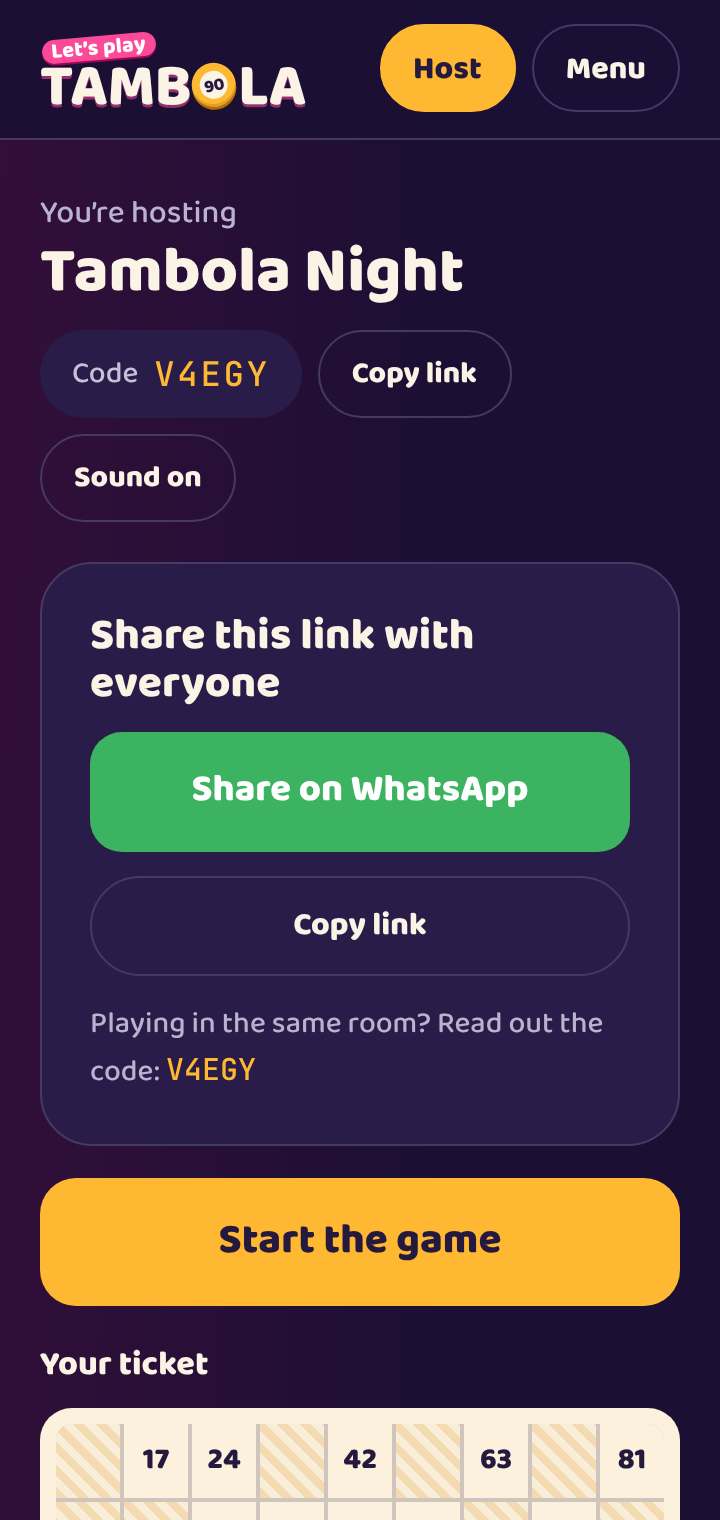 Let's play
TAMBOLA
90
Host
Menu
You're hosting
Tambola Night
Code V4EGY
Copy link
Sound on
Share this link with
everyone
Share on WhatsApp
Copy link
Playing in the same room? Read out the
code: V4EGY
Start the game
Your ticket
17 24 42 63 81